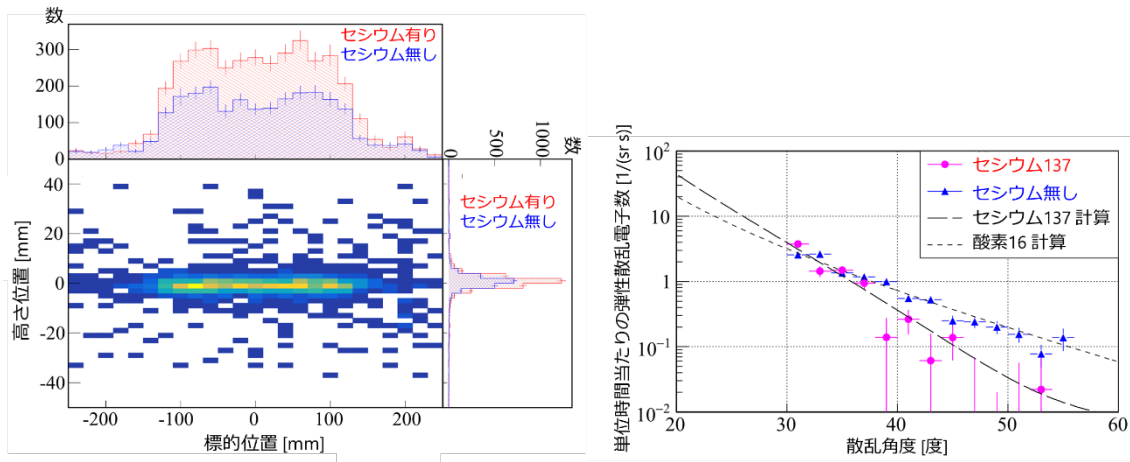 数
セシウム有り
セシウム無し
300
200
100
0
数
0
500
1000
セシウム有り
セシウム無し
40
20
0
-20
-40
高さ位置 [mm]
-200
-100
0
100
200
標的位置 [mm]
単位時間当たりの弾性散乱電子数 [1/(sr s)]
10²
10
1
10⁻¹
10⁻²
セシウム137
セシウム無し
セシウム137 計算
酸素16 計算
20
30
40
50
60
散乱角度 [度]